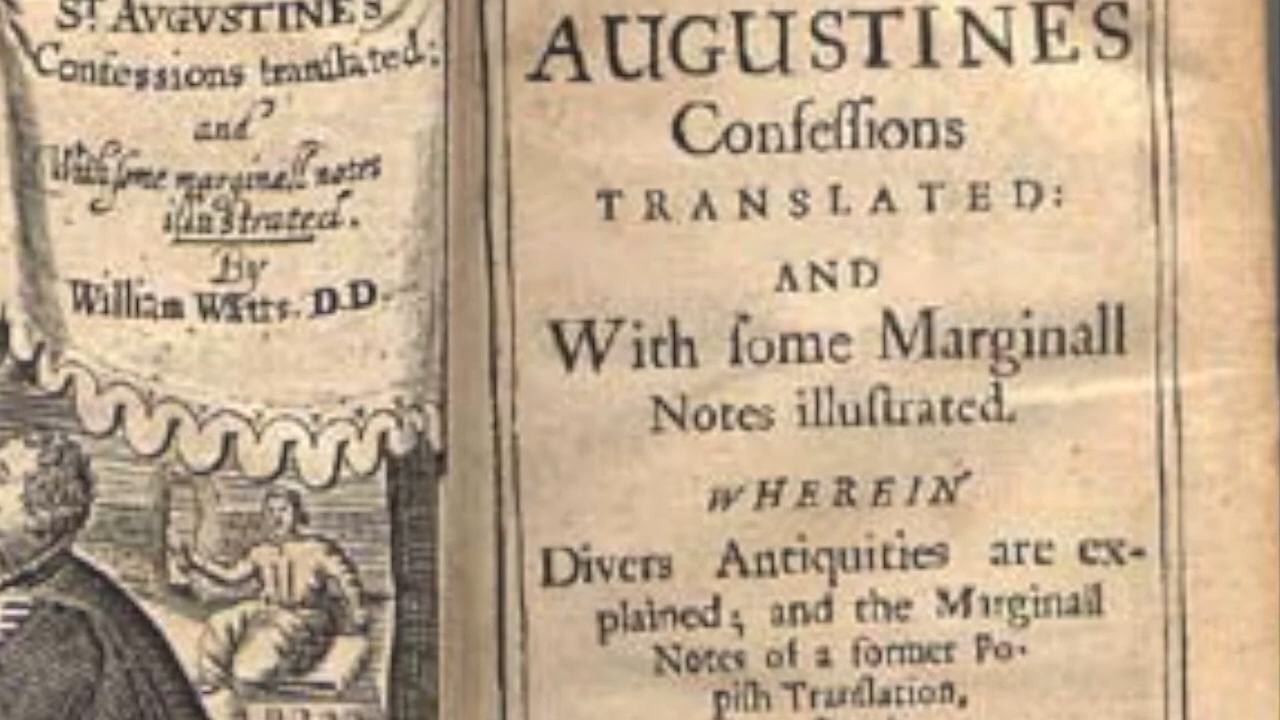 St. AVGVSTINES
Confessions translated:
and
With some marginall notes
illustrated.
By
William Watts. D.D.
AUGUSTINES
Confeſſions
TRANSLATED:
AND
With ſome Marginall
Notes illuſtrated.
WHEREIN
Divers Antiquities are ex-
plained; and the Marginall
Notes of a former Po-
piſh Tranſlation,